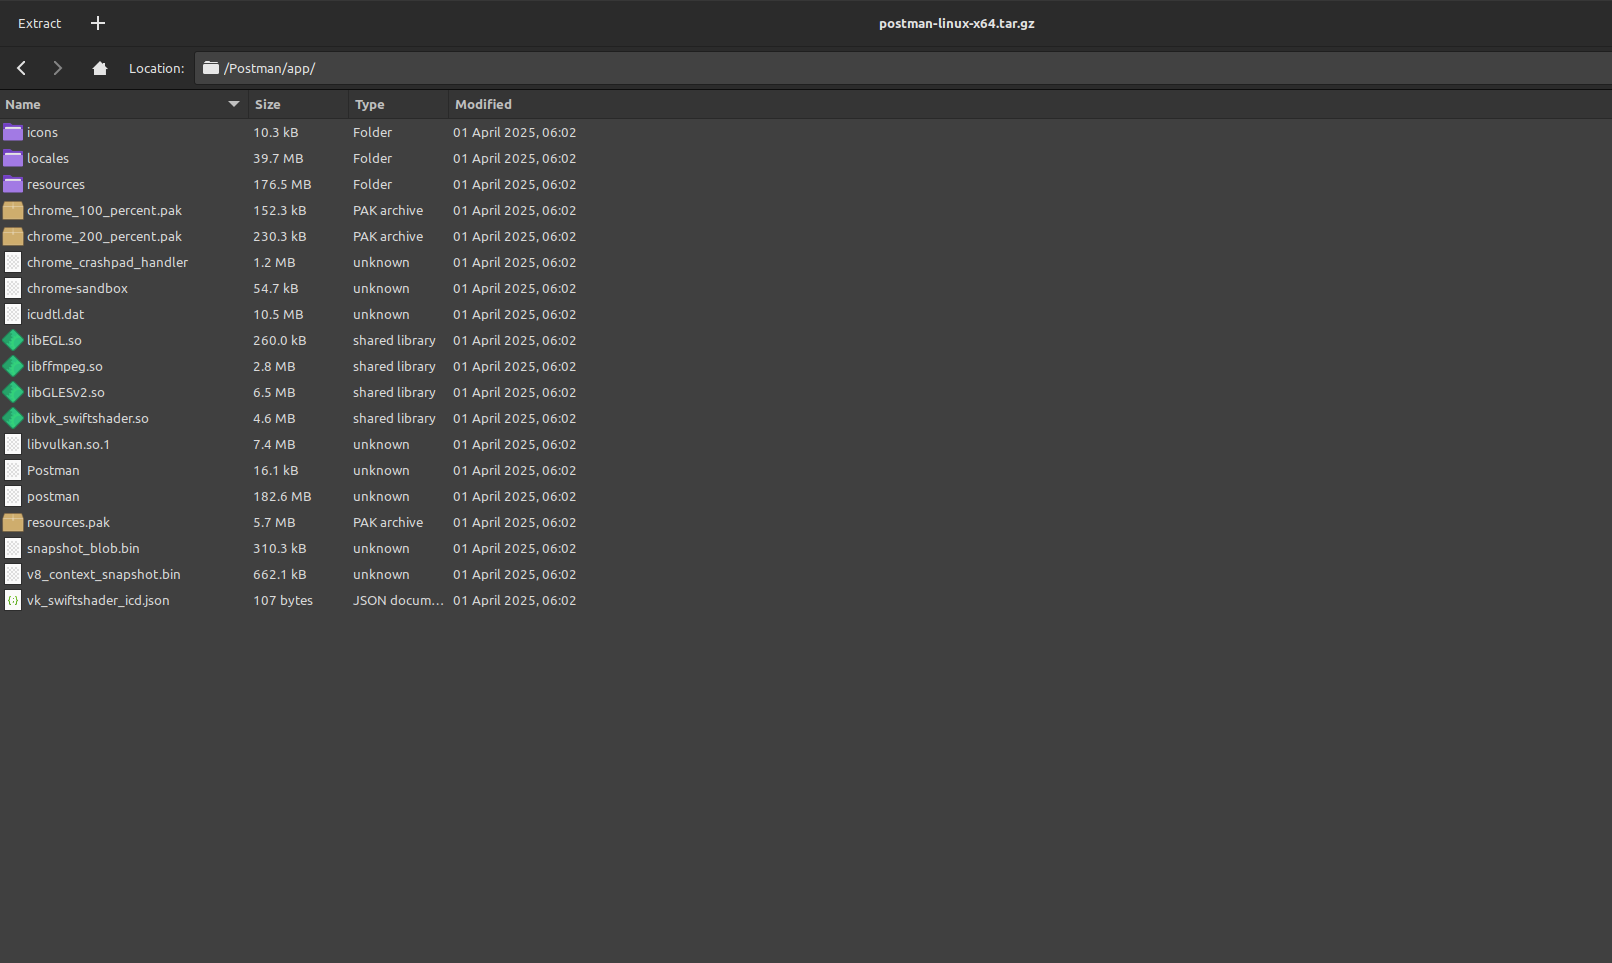 Extract + postman-linux-x64.tar.gz
Location: /Postman/app/
Name Size Type Modified
icons 10.3 kB Folder 01 April 2025, 06:02
locales 39.7 MB Folder 01 April 2025, 06:02
resources 176.5 MB Folder 01 April 2025, 06:02
chrome_100_percent.pak 152.3 kB PAK archive 01 April 2025, 06:02
chrome_200_percent.pak 230.3 kB PAK archive 01 April 2025, 06:02
chrome_crashpad_handler 1.2 MB unknown 01 April 2025, 06:02
chrome-sandbox 54.7 kB unknown 01 April 2025, 06:02
icudtl.dat 10.5 MB unknown 01 April 2025, 06:02
libEGL.so 260.0 kB shared library 01 April 2025, 06:02
libffmpeg.so 2.8 MB shared library 01 April 2025, 06:02
libGLESv2.so 6.5 MB shared library 01 April 2025, 06:02
libvk_swiftshader.so 4.6 MB shared library 01 April 2025, 06:02
libvulkan.so.1 7.4 MB unknown 01 April 2025, 06:02
Postman 16.1 kB unknown 01 April 2025, 06:02
postman 182.6 MB unknown 01 April 2025, 06:02
resources.pak 5.7 MB PAK archive 01 April 2025, 06:02
snapshot_blob.bin 310.3 kB unknown 01 April 2025, 06:02
v8_context_snapshot.bin 662.1 kB unknown 01 April 2025, 06:02
vk_swiftshader_icd.json 107 bytes JSON docum... 01 April 2025, 06:02